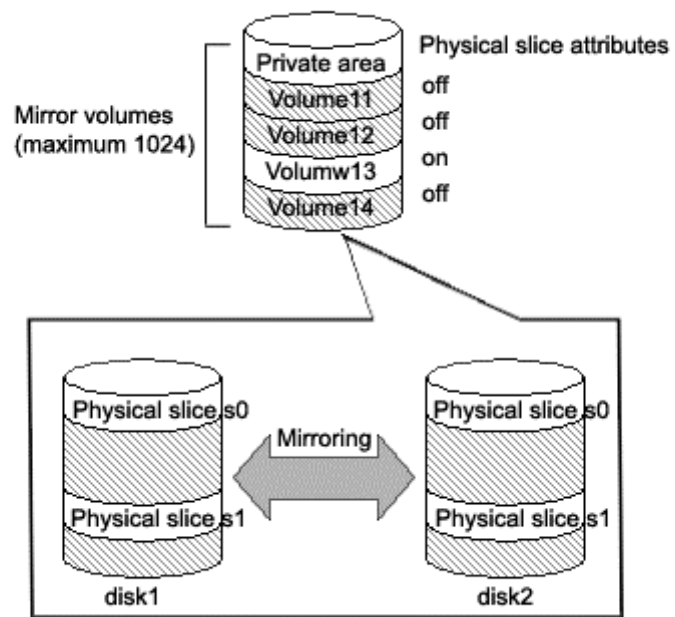 Physical slice attributes
Private area
Mirror volumes
(maximum 1024)
Volume11
off
Volume12
off
Volumw13
on
Volume14
off
Physical slice.s0
Physical slice.s0
Mirroring
Physical slice.s1
Physical slice.s1
disk1
disk2